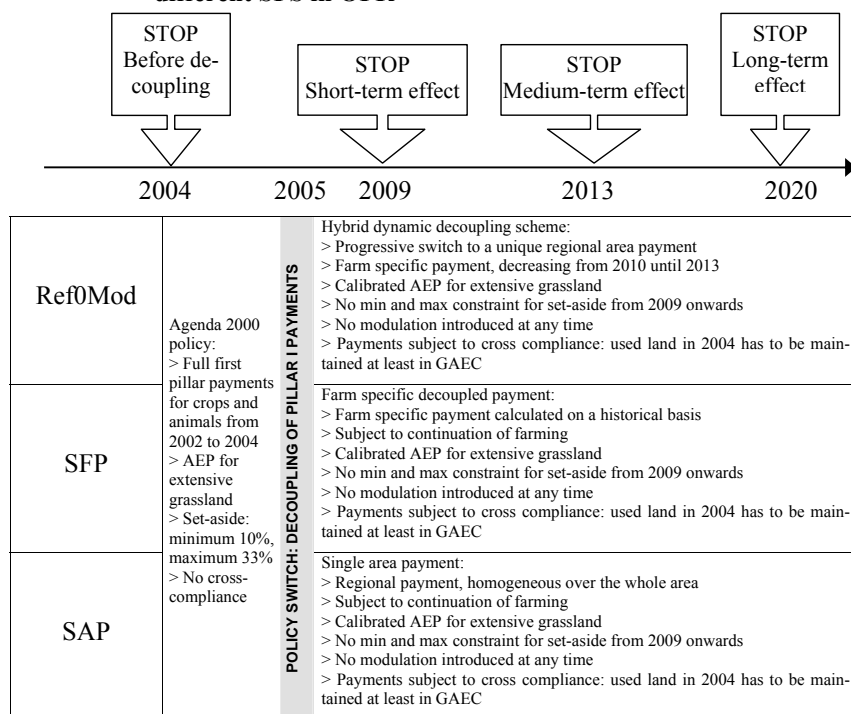 STOP
Before de-
coupling
STOP
Short-term effect
STOP
Medium-term effect
STOP
Long-term
effect
2004
2005
2009
2013
2020
Ref0Mod
SFP
SAP
Agenda 2000
policy:
> Full first
pillar payments
for crops and
animals from
2002 to 2004
> AEP for
extensive
grassland
> Set-aside:
minimum 10%,
maximum 33%
> No cross-
compliance
POLICY SWITCH: DECOUPLING OF PILLAR I PAYMENTS
Hybrid dynamic decoupling scheme:
> Progressive switch to a unique regional area payment
> Farm specific payment, decreasing from 2010 until 2013
> Calibrated AEP for extensive grassland
> No min and max constraint for set-aside from 2009 onwards
> No modulation introduced at any time
> Payments subject to cross compliance: used land in 2004 has to be main-
tained at least in GAEC
Farm specific decoupled payment:
> Farm specific payment calculated on a historical basis
> Subject to continuation of farming
> Calibrated AEP for extensive grassland
> No min and max constraint for set-aside from 2009 onwards
> No modulation introduced at any time
> Payments subject to cross compliance: used land in 2004 has to be main-
tained at least in GAEC
Single area payment:
> Regional payment, homogeneous over the whole area
> Subject to continuation of farming
> Calibrated AEP for extensive grassland
> No min and max constraint for set-aside from 2009 onwards
> No modulation introduced at any time
> Payments subject to cross compliance: used land in 2004 has to be main-
tained at least in GAEC